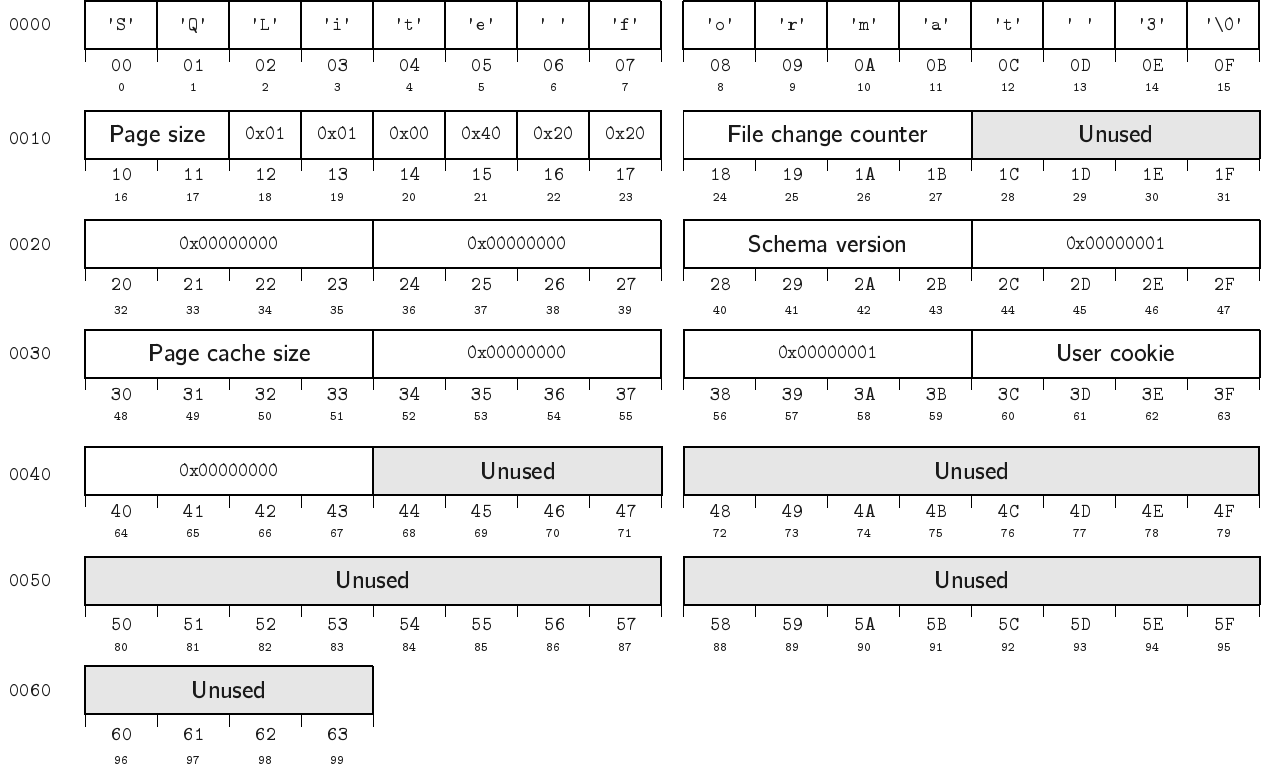 0000 'S' 'Q' 'L' 'i' 't' 'e' ' ' 'f' 'o' 'r' 'm' 'a' 't' ' ' '3' '\0'
00 01 02 03 04 05 06 07 08 09 0A 0B 0C 0D 0E 0F
0 1 2 3 4 5 6 7 8 9 10 11 12 13 14 15
0010 Page size 0x01 0x01 0x00 0x40 0x20 0x20 File change counter Unused
10 11 12 13 14 15 16 17 18 19 1A 1B 1C 1D 1E 1F
16 17 18 19 20 21 22 23 24 25 26 27 28 29 30 31
0020 0x00000000 0x00000000 Schema version 0x00000001
20 21 22 23 24 25 26 27 28 29 2A 2B 2C 2D 2E 2F
32 33 34 35 36 37 38 39 40 41 42 43 44 45 46 47
0030 Page cache size 0x00000000 0x00000001 User cookie
30 31 32 33 34 35 36 37 38 39 3A 3B 3C 3D 3E 3F
48 49 50 51 52 53 54 55 56 57 58 59 60 61 62 63
0040 0x00000000 Unused Unused
40 41 42 43 44 45 46 47 48 49 4A 4B 4C 4D 4E 4F
64 65 66 67 68 69 70 71 72 73 74 75 76 77 78 79
0050 Unused Unused
50 51 52 53 54 55 56 57 58 59 5A 5B 5C 5D 5E 5F
80 81 82 83 84 85 86 87 88 89 90 91 92 93 94 95
0060 Unused
60 61 62 63
96 97 98 99